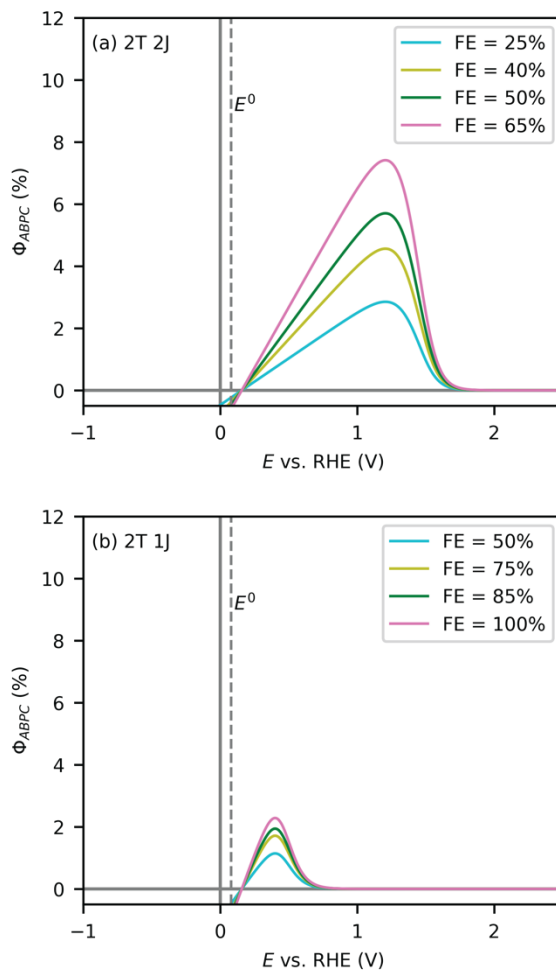 12
10
8
6
4
2
0
Φ_ABPC (%)
(a) 2T 2J
E⁰
FE = 25%
FE = 40%
FE = 50%
FE = 65%
−1
0
1
2
E vs. RHE (V)
12
10
8
6
4
2
0
Φ_ABPC (%)
(b) 2T 1J
E⁰
FE = 50%
FE = 75%
FE = 85%
FE = 100%
−1
0
1
2
E vs. RHE (V)